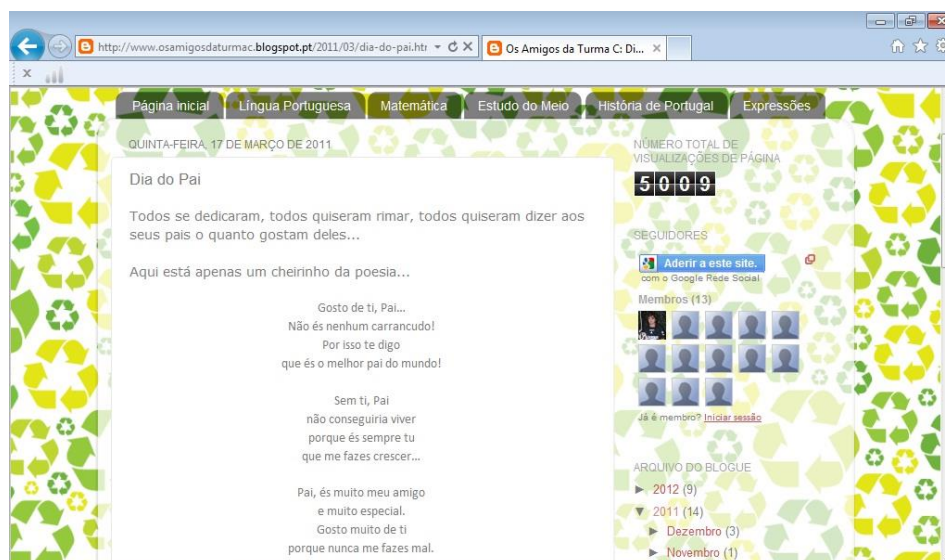 http://www.osamigosdaturmac.blogspot.pt/2011/03/dia-do-pai.htr
Os Amigos da Turma C: Di...
Página inicial
Língua Portuguesa
Matemática
Estudo do Meio
História de Portugal
Expressões
QUINTA-FEIRA, 17 DE MARÇO DE 2011
Dia do Pai
Todos se dedicaram, todos quiseram rimar, todos quiseram dizer aos
seus pais o quanto gostam deles...
Aqui está apenas um cheirinho da poesia...
Gosto de ti, Pai...
Não és nenhum carrancudo!
Por isso te digo
que és o melhor pai do mundo!
Sem ti, Pai
não conseguiria viver
porque és sempre tu
que me fazes crescer...
Pai, és muito meu amigo
e muito especial.
Gosto muito de ti
porque nunca me fazes mal.
NÚMERO TOTAL DE
VISUALIZAÇÕES DE PÁGINA
5009
SEGUIDORES
Aderir a este site.
com o Google Rede Social
Membros (13)
Já é membro? Iniciar sessão
ARQUIVO DO BLOGUE
► 2012 (9)
▼ 2011 (14)
► Dezembro (3)
► Novembro (1)